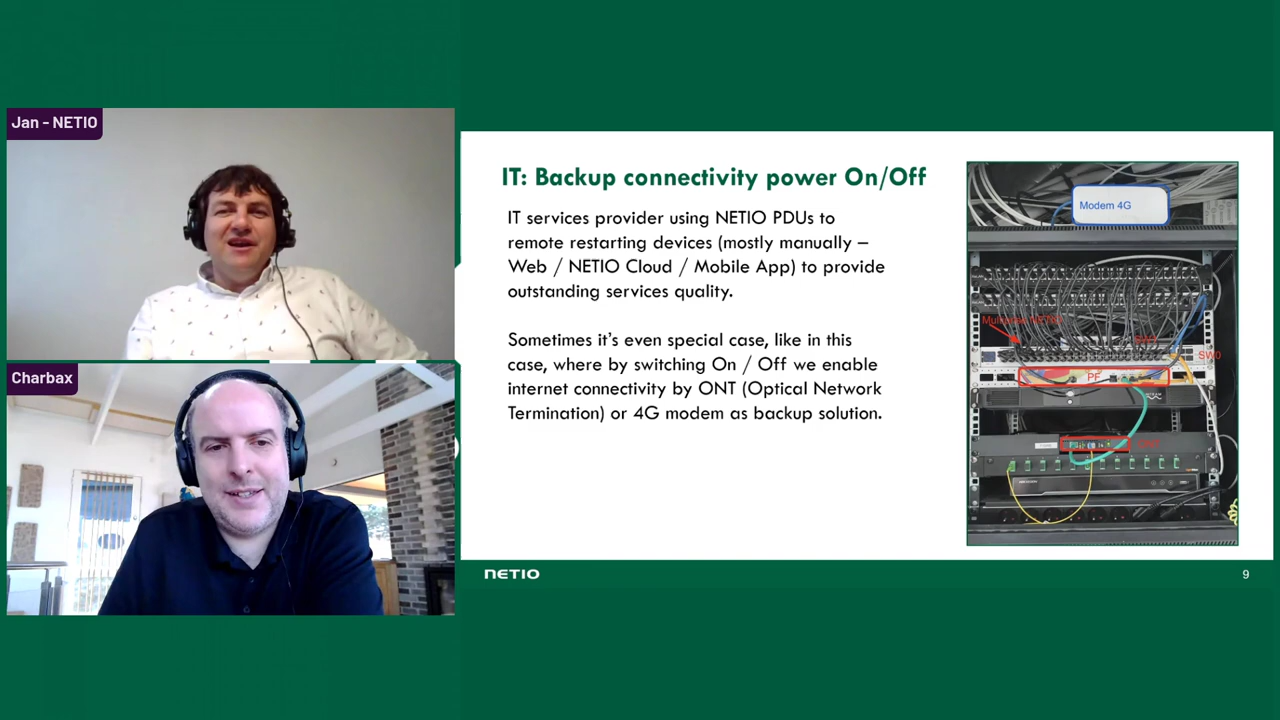 Jan - NETIO
Charbax
IT: Backup connectivity power On/Off
IT services provider using NETIO PDUs to
remote restarting devices (mostly manually –
Web / NETIO Cloud / Mobile App) to provide
outstanding services quality.
Sometimes it's even special case, like in this
case, where by switching On / Off we enable
internet connectivity by ONT (Optical Network
Termination) or 4G modem as backup solution.
Modem 4G
SW0
PF
NETIO
9